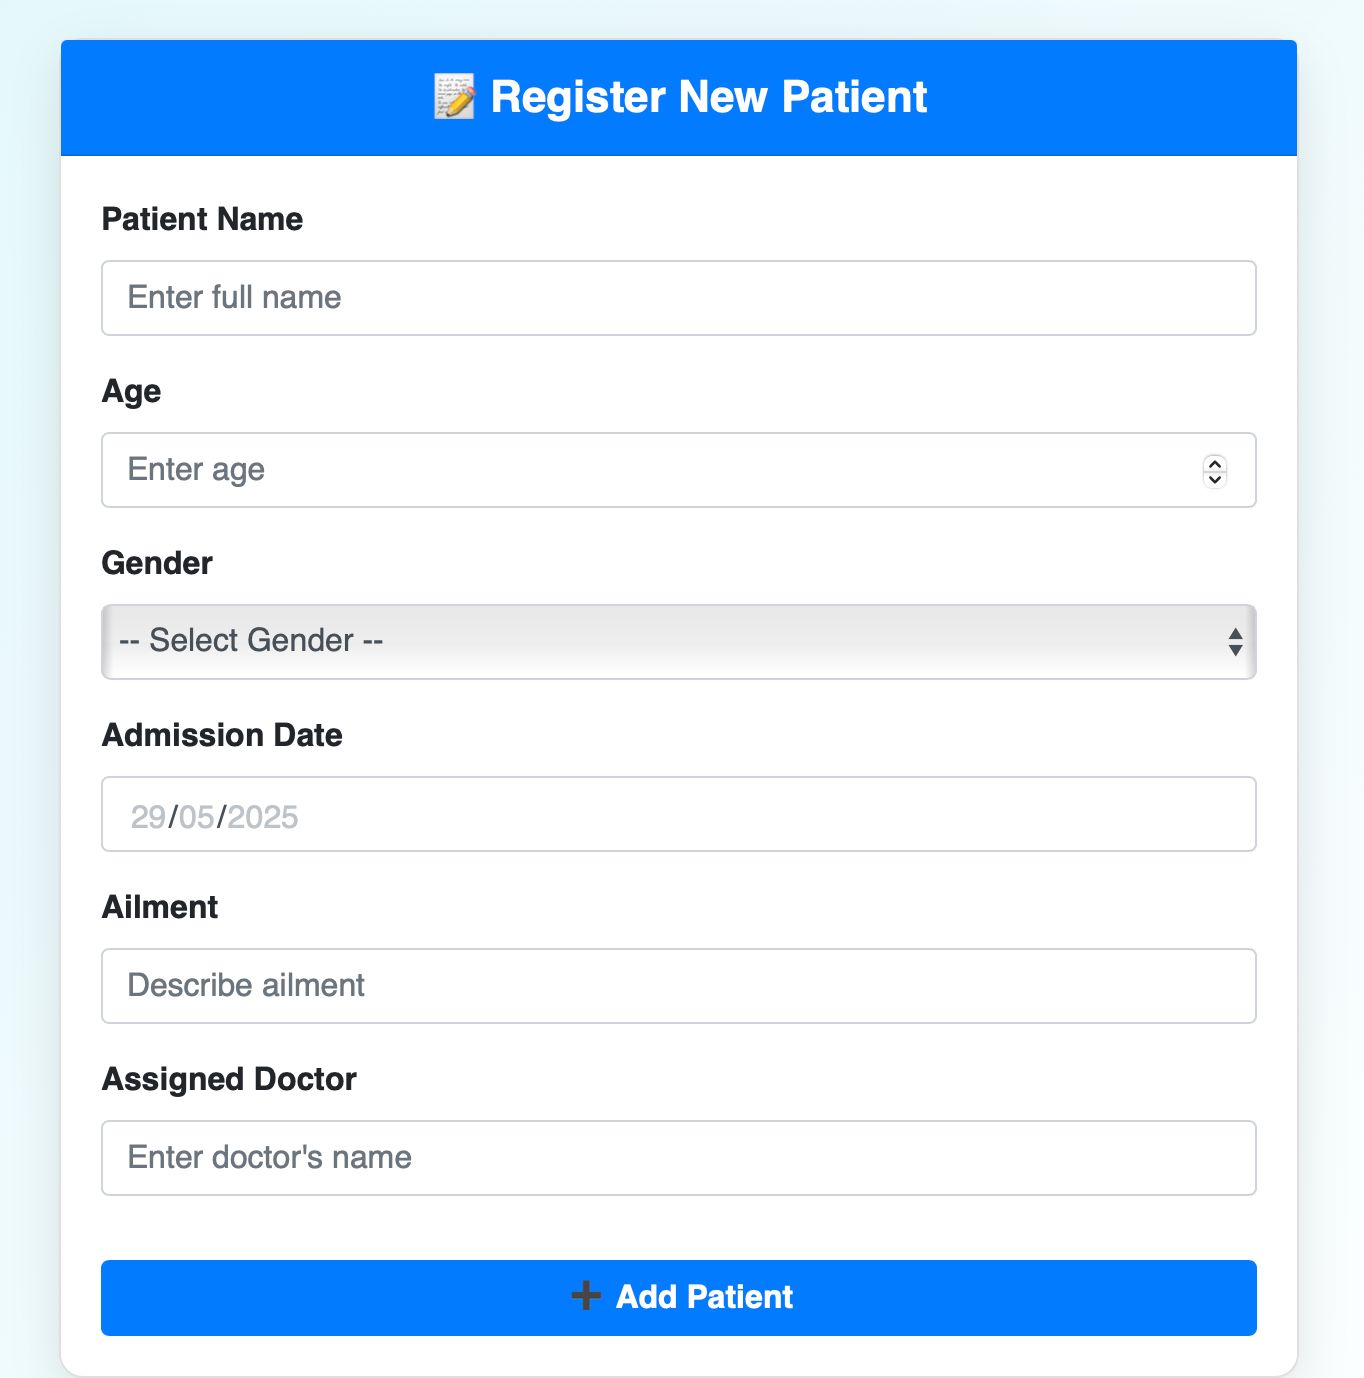 Register New Patient
Patient Name
Enter full name
Age
Enter age
Gender
-- Select Gender --
Admission Date
29/05/2025
Ailment
Describe ailment
Assigned Doctor
Enter doctor's name
Add Patient